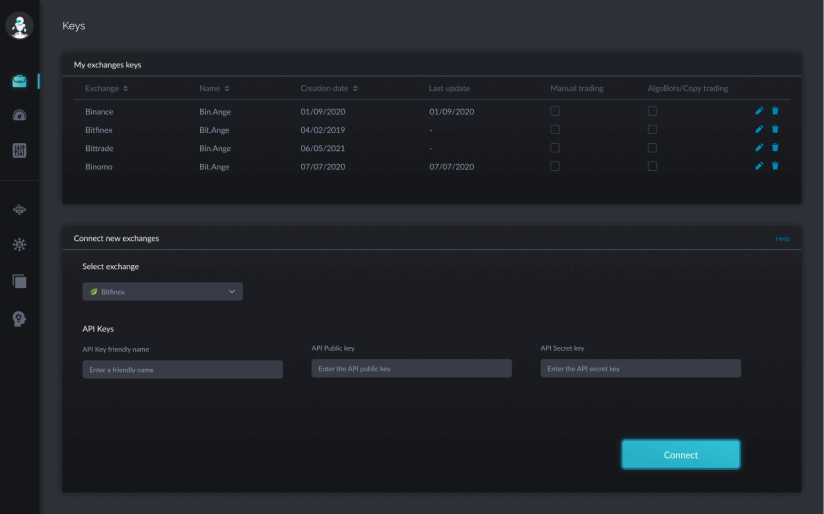 Keys
My exchanges keys
Exchange Name Creation date Last update Manual trading AlgoBots/Copy trading
Binance Bin.Ange 01/09/2020 01/09/2020
Bitfinex Bit.Ange 04/02/2019 -
Bittrade Bin.Ange 06/05/2021 -
Binomo Bit.Ange 07/07/2020 07/07/2020
Connect new exchanges Help
Select exchange
Bitfinex
API Keys
API Key friendly name API Public key API Secret key
Enter a friendly name Enter the API public key Enter the API secret key
Connect